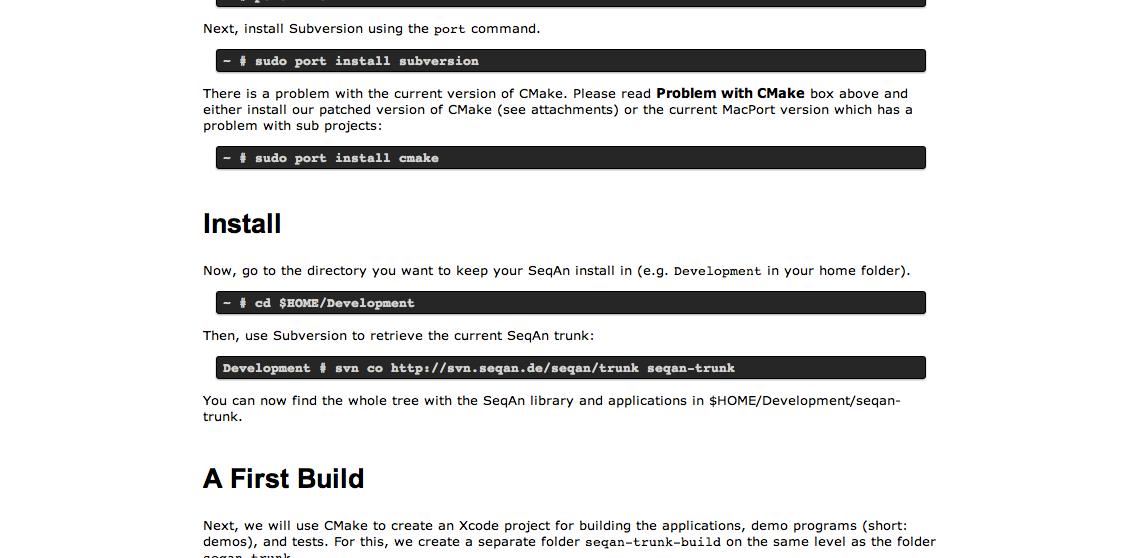 Next, install Subversion using the port command.
~ # sudo port install subversion
There is a problem with the current version of CMake. Please read Problem with CMake box above and
either install our patched version of CMake (see attachments) or the current MacPort version which has a
problem with sub projects:
~ # sudo port install cmake
Install
Now, go to the directory you want to keep your SeqAn install in (e.g. Development in your home folder).
~ # cd $HOME/Development
Then, use Subversion to retrieve the current SeqAn trunk:
Development # svn co http://svn.seqan.de/seqan/trunk seqan-trunk
You can now find the whole tree with the SeqAn library and applications in $HOME/Development/seqan-
trunk.
A First Build
Next, we will use CMake to create an Xcode project for building the applications, demo programs (short:
demos), and tests. For this, we create a separate folder seqan-trunk-build on the same level as the folder
seqan-trunk